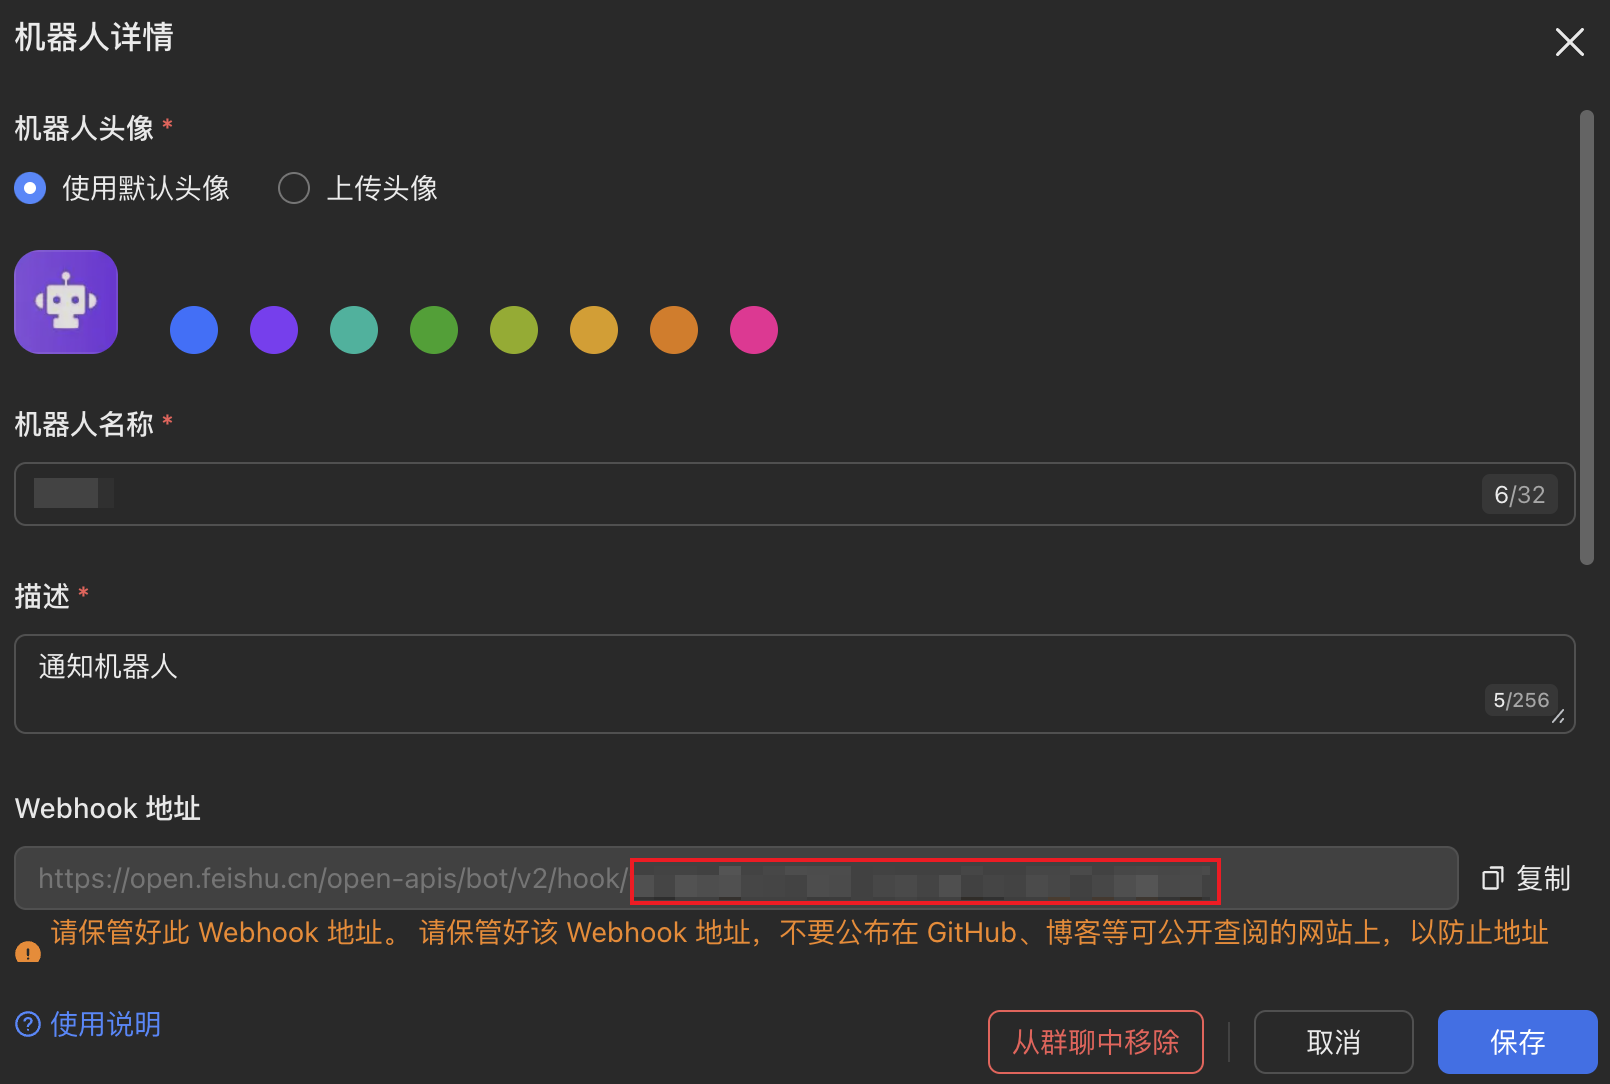 机器人详情
机器人头像 *
使用默认头像 上传头像
机器人名称 *
6/32
描述 *
通知机器人
5/256
Webhook 地址
https://open.feishu.cn/open-apis/bot/v2/hook/
复制
请保管好此 Webhook 地址。 请保管好该 Webhook 地址，不要公布在 GitHub、博客等可公开查阅的网站上，以防止地址
使用说明
从群聊中移除 取消 保存